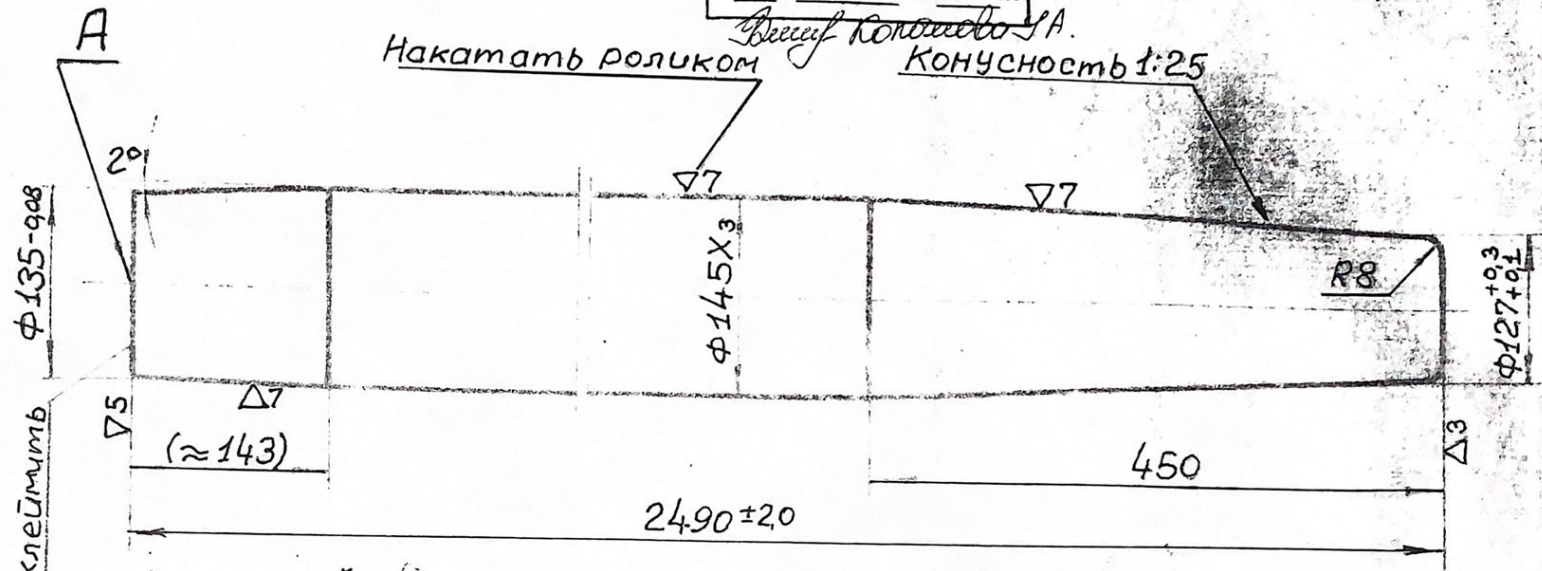 А
Накатать роликом
Конусность 1:25
2°
▽7
▽7
ф135-0,08
ф145Х₃
R8
ф127 +0,3 +0,1
▽5
△7
△3
(≈143)
450
2490±2,0
клеймить